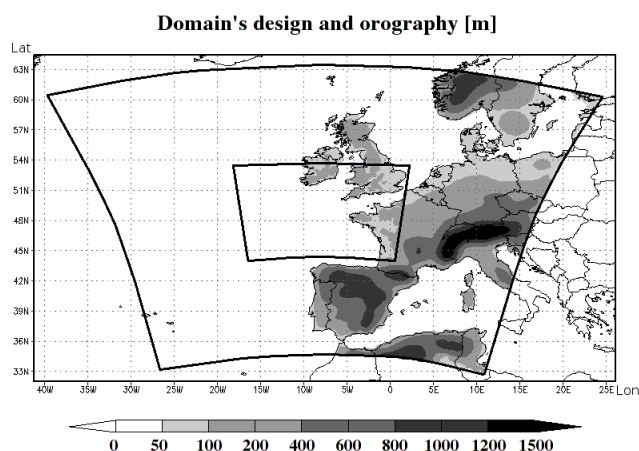 Domain's design and orography [m]
Lat
63N
60N
57N
54N
51N
48N
45N
42N
39N
36N
33N
40W 35W 30W 25W 20W 15W 10W 5W 0 5E 10E 15E 20E 25E Lon
0 50 100 200 400 600 800 1000 1200 1500